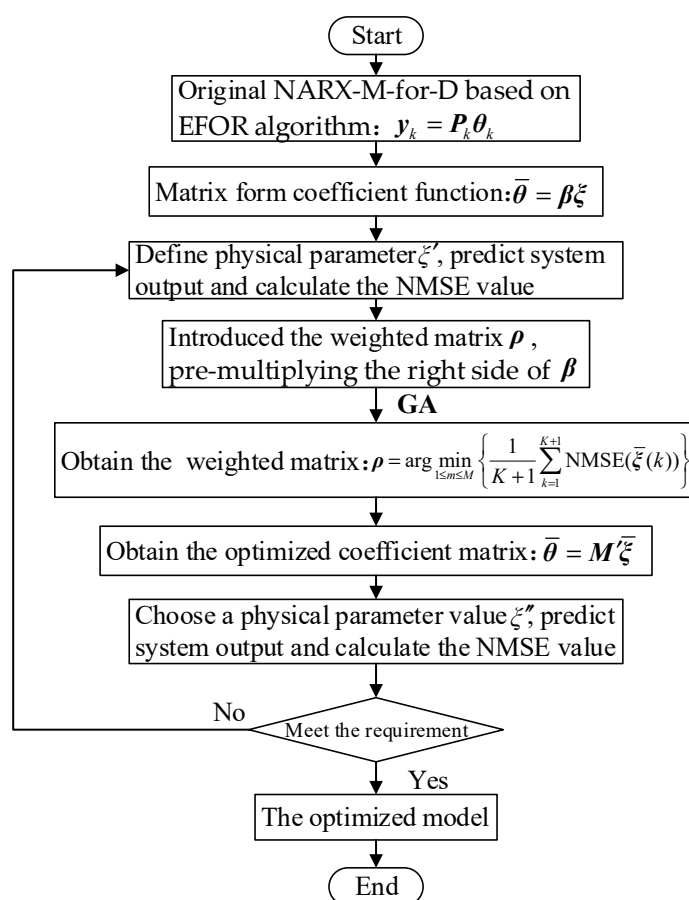 Start
Original NARX-M-for-D based on
EFOR algorithm: y_k = P_k θ_k
Matrix form coefficient function: θ̄ = βξ̄
Define physical parameter ξ′, predict system
output and calculate the NMSE value
Introduced the weighted matrix ρ ,
pre-multiplying the right side of β
GA
Obtain the weighted matrix: ρ = arg min_{1≤m≤M} { 1/(K+1) ∑_{k=1}^{K+1} NMSE(ξ̄(k)) }
Obtain the optimized coefficient matrix: θ̄ = M′ξ̄
Choose a physical parameter value ξ″, predict
system output and calculate the NMSE value
No
Meet the requirement
Yes
The optimized model
End